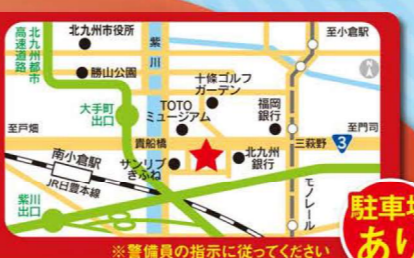 北九州都市
高速道路
北九州市役所
紫川
至小倉駅
勝山公園
十條ゴルフ
ガーデン
大手町
出口
TOTO
ミュージアム
福岡
銀行
至戸畑
貴船橋
三萩野
3
至門司
南小倉駅
サンリブ
きふね
北九州
銀行
JR日豊本線
モノレール
紫川
出口
駐車場
あり
※警備員の指示に従ってください